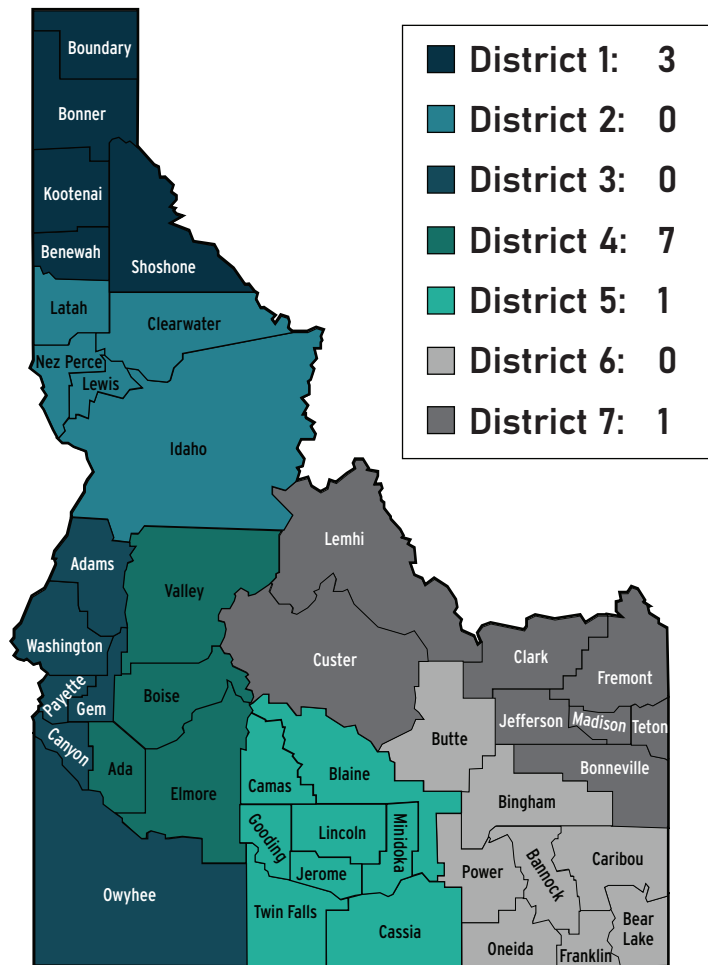 Boundary
Bonner
Kootenai
Benewah
Shoshone
Latah
Clearwater
Nez Perce
Lewis
Idaho
District 1: 3
District 2: 0
District 3: 0
District 4: 7
District 5: 1
District 6: 0
District 7: 1
Adams
Valley
Lemhi
Washington
Custer
Clark
Fremont
Payette
Gem
Boise
Jefferson
Madison
Teton
Canyon
Ada
Elmore
Camas
Blaine
Butte
Bonneville
Bingham
Gooding
Lincoln
Minidoka
Jerome
Power
Bannock
Caribou
Owyhee
Twin Falls
Cassia
Oneida
Franklin
Bear
Lake